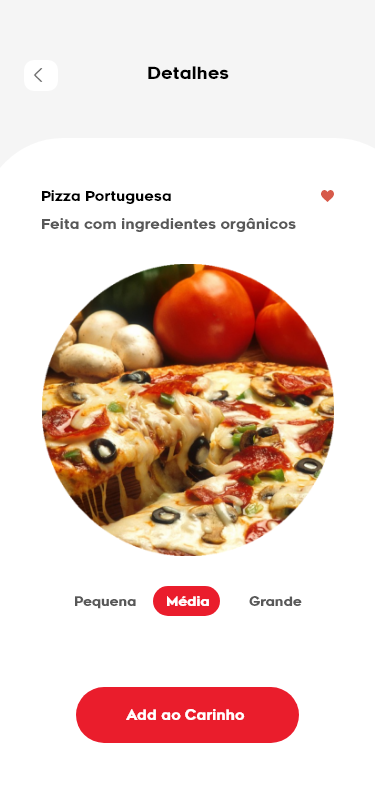 Detalhes
Pizza Portuguesa
Feita com ingredientes orgânicos
Pequena Média Grande
Add ao Carinho